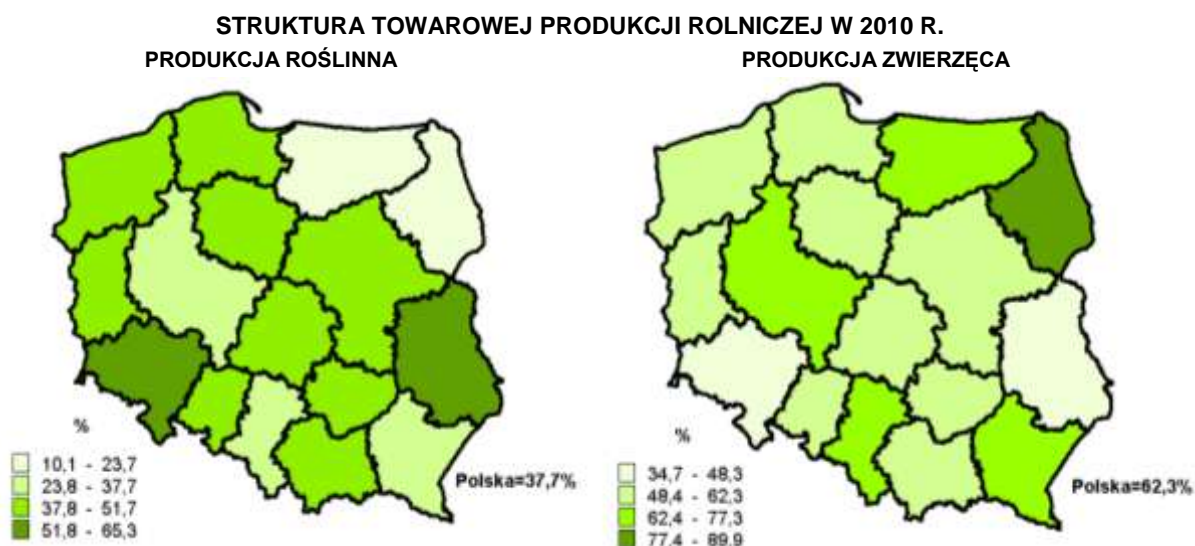 STRUKTURA TOWAROWEJ PRODUKCJI ROLNICZEJ W 2010 R.
PRODUKCJA ROŚLINNA
PRODUKCJA ZWIERZĘCA
%
10,1 - 23,7
23,8 - 37,7
37,8 - 51,7
51,8 - 65,3
Polska=37,7%
%
34,7 - 48,3
48,4 - 62,3
62,4 - 77,3
77,4 - 89,9
Polska=62,3%